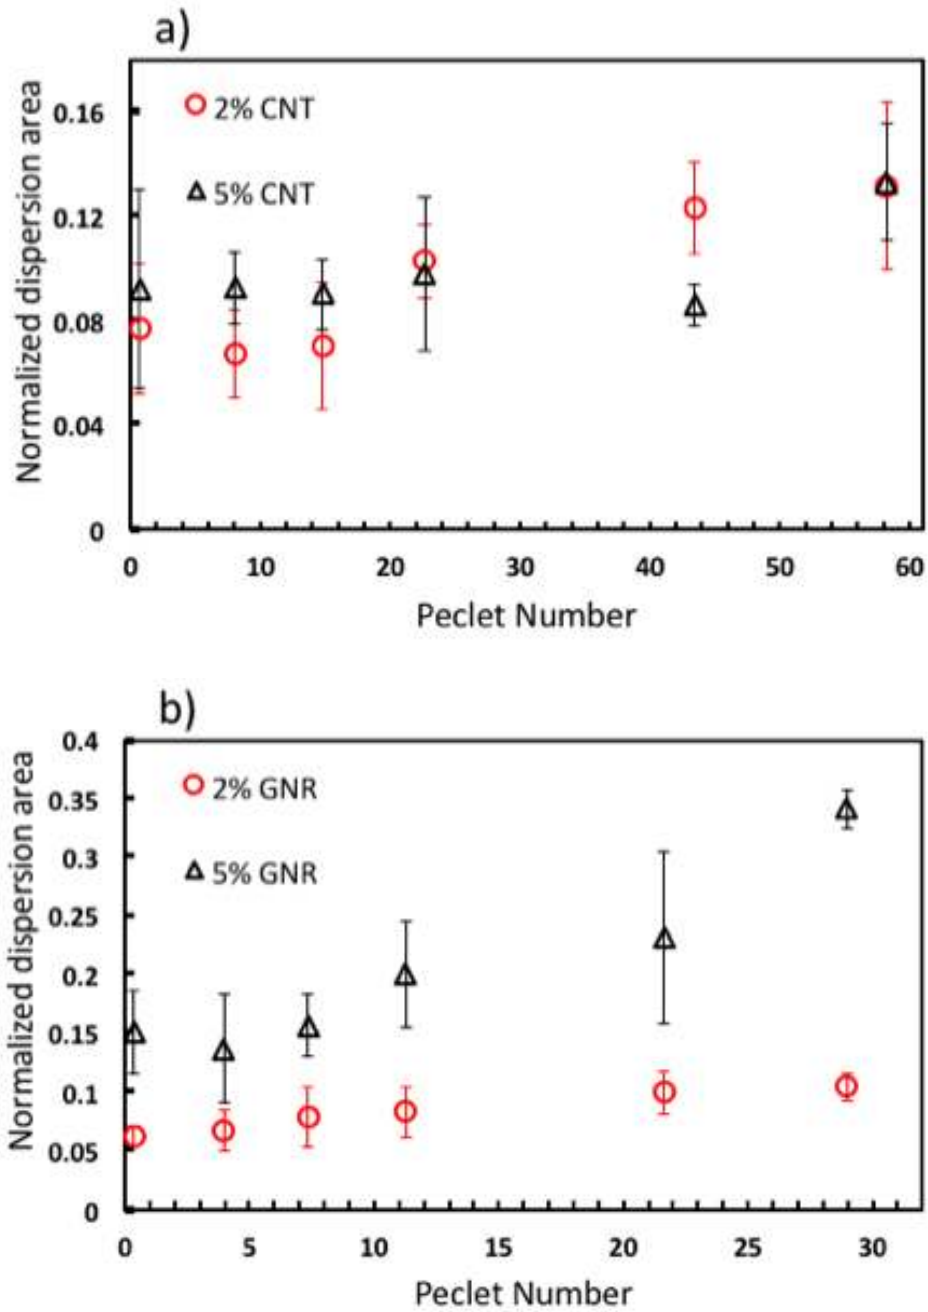 a)
Normalized dispersion area
0.16
0.12
0.08
0.04
0
2% CNT
5% CNT
0 10 20 30 40 50 60
Peclet Number
b)
Normalized dispersion area
0.4
0.35
0.3
0.25
0.2
0.15
0.1
0.05
0
2% GNR
5% GNR
0 5 10 15 20 25 30
Peclet Number